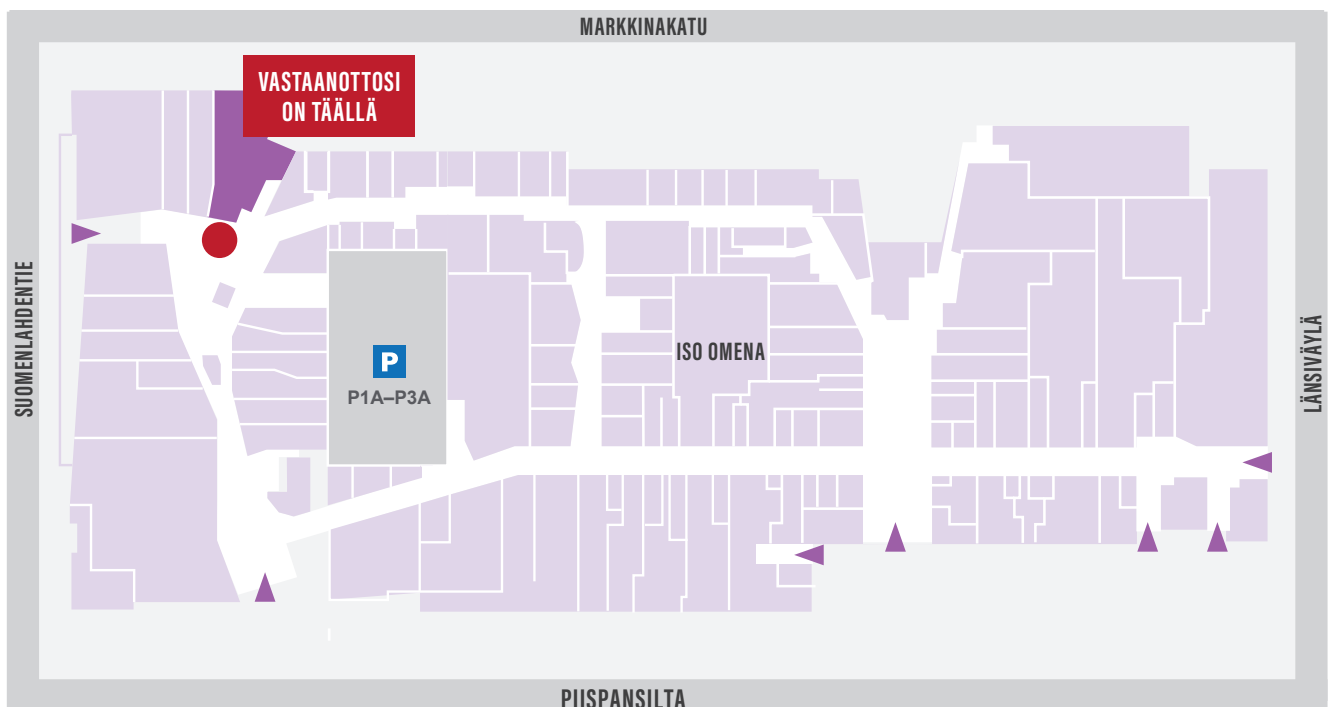 MARKKINAKATU
VASTAANOTTOSI
ON TÄÄLLÄ
SUOMENLAHDENTIE
P
P1A–P3A
ISO OMENA
LÄNSIVÄYLÄ
PIISPANSILTA